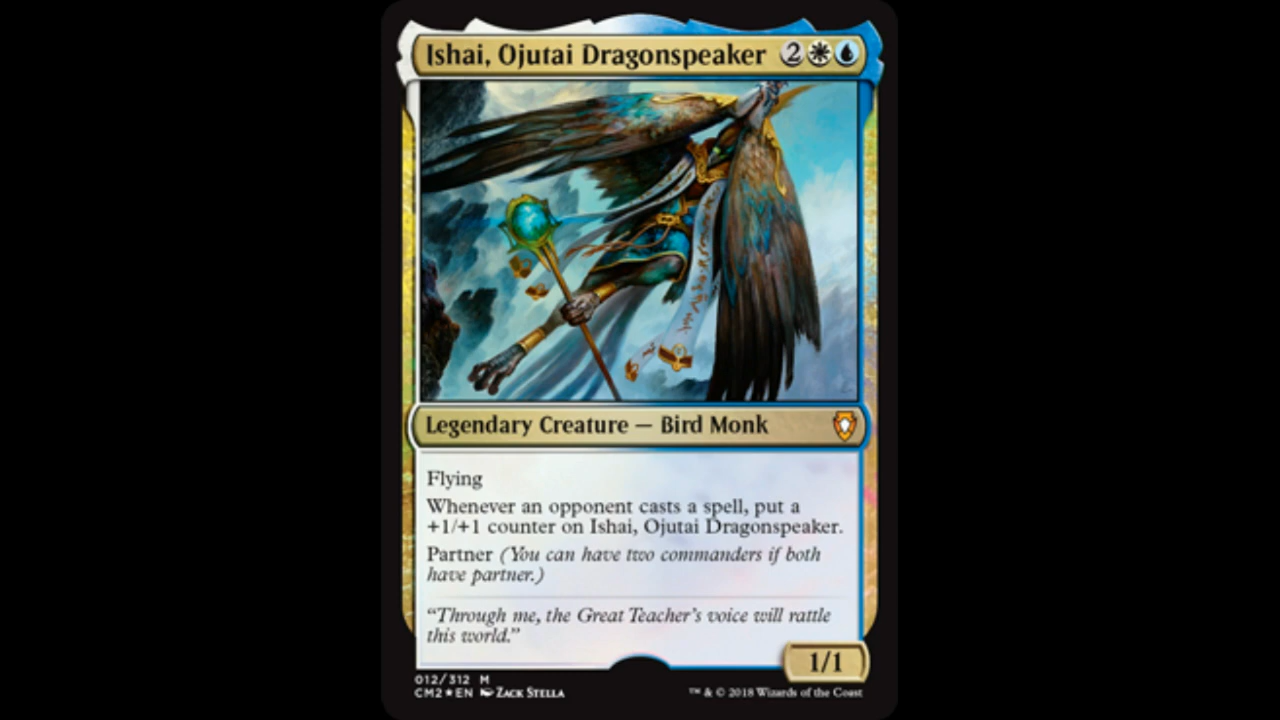 Ishai, Ojutai Dragonspeaker 2
Legendary Creature — Bird Monk
Flying
Whenever an opponent casts a spell, put a
+1/+1 counter on Ishai, Ojutai Dragonspeaker.
Partner (You can have two commanders if both
have partner.)
“Through me, the Great Teacher’s voice will rattle
this world.”
1/1
012/312 M
CM2★EN Zack Stella
™ & © 2018 Wizards of the Coast